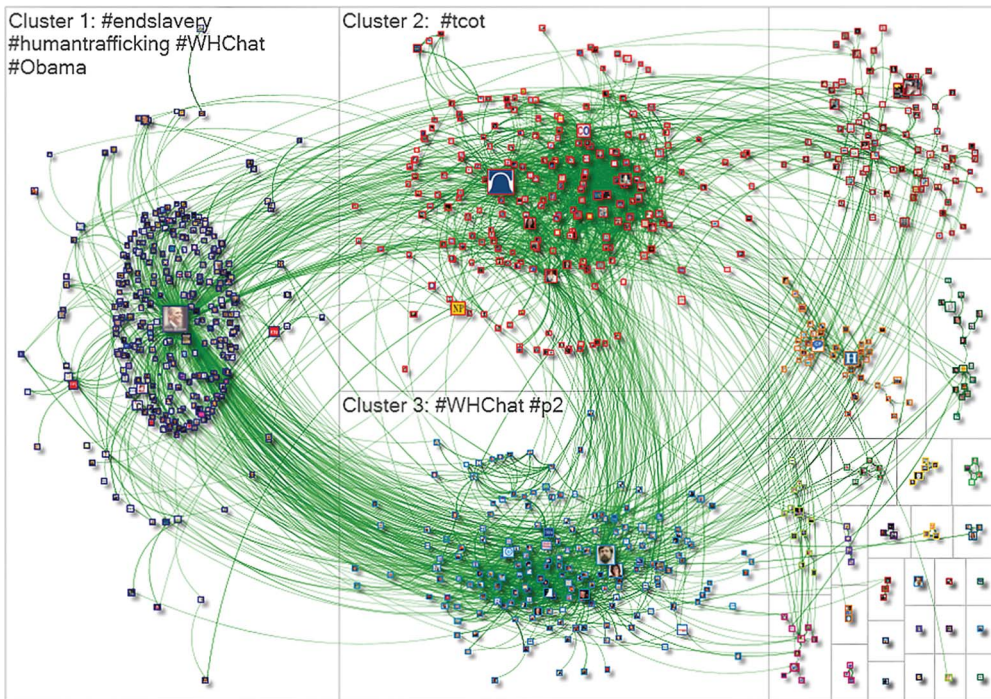 Cluster 1: #endslavery
#humantrafficking #WHChat
#Obama
Cluster 2: #tcot
Cluster 3: #WHChat #p2